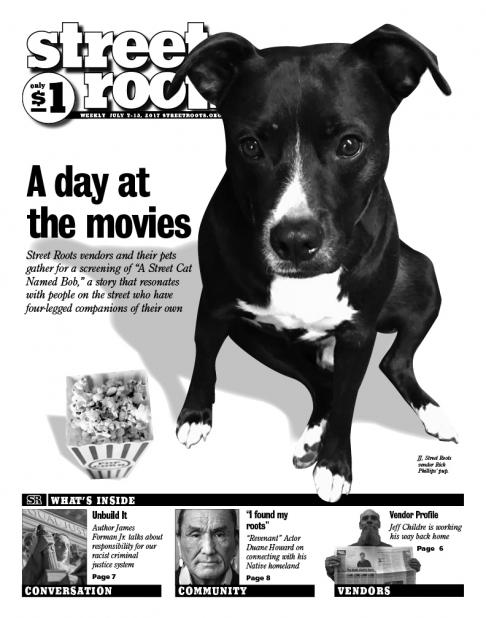 street
roots
only
$1
WEEKLY JULY 7-13, 2017 STREETROOTS.ORG
A day at
the movies
Street Roots vendors and their pets
gather for a screening of “A Street Cat
Named Bob,” a story that resonates
with people on the street who have
four-legged companions of their own
JJ, Street Roots
vendor Rick
Phillips’ pup.
SR WHAT’S INSIDE
Unbuild It
Author James
Forman Jr. talks about
responsibility for our
racist criminal
justice system
Page 7
CONVERSATION
“I found my
roots”
“Revenant” Actor
Duane Howard on
connecting with his
Native homeland
Page 8
COMMUNITY
Vendor Profile
Jeff Childre is working
his way back home
Page 6
VENDORS